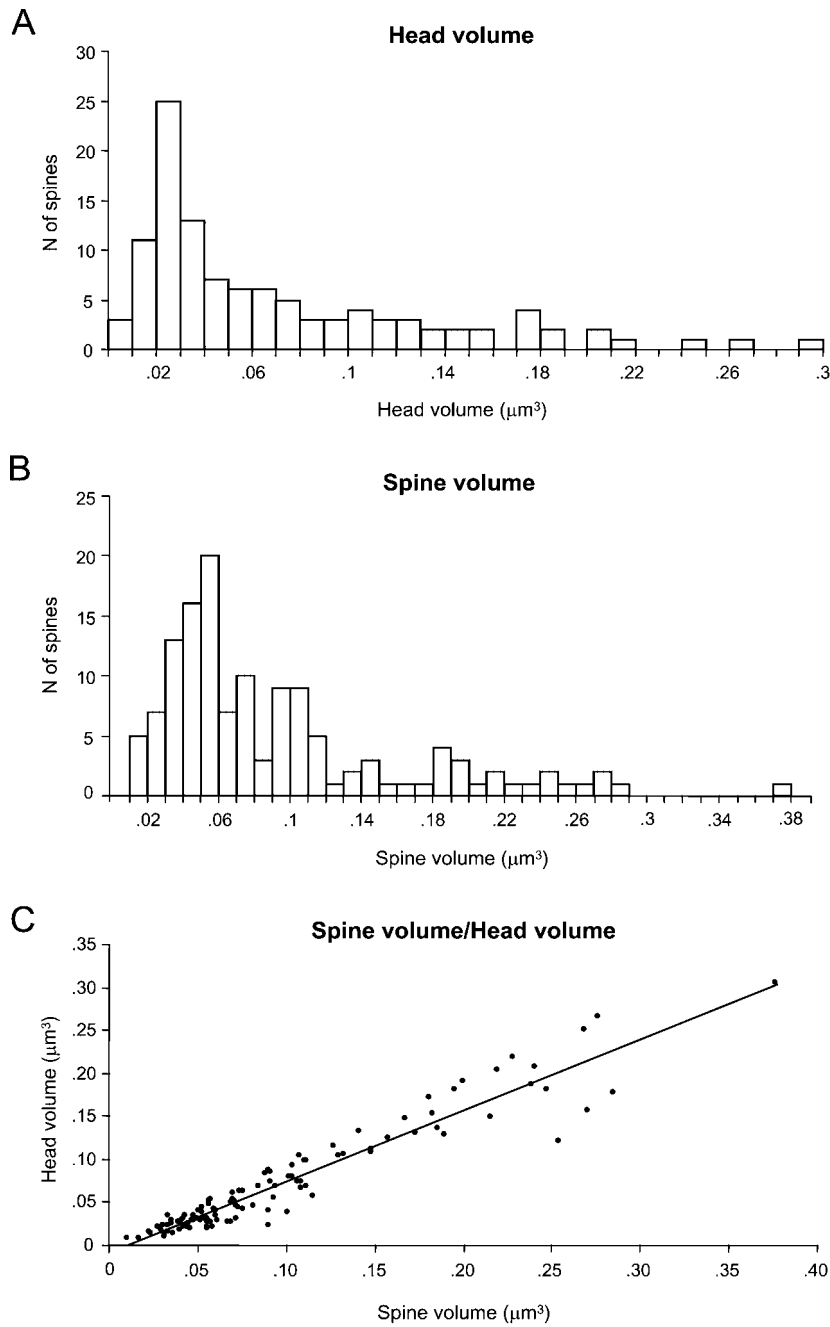 A
Head volume
30
25
20
15
10
5
0
N of spines
.02 .06 .1 .14 .18 .22 .26 .3
Head volume (μm³)
B
Spine volume
25
20
15
10
5
0
N of spines
.02 .06 .1 .14 .18 .22 .26 .3 .34 .38
Spine volume (μm³)
C
Spine volume/Head volume
.35
.30
.25
.20
.15
.10
.05
0
Head volume (μm³)
0 .05 .10 .15 .20 .25 .30 .35 .40
Spine volume (μm³)